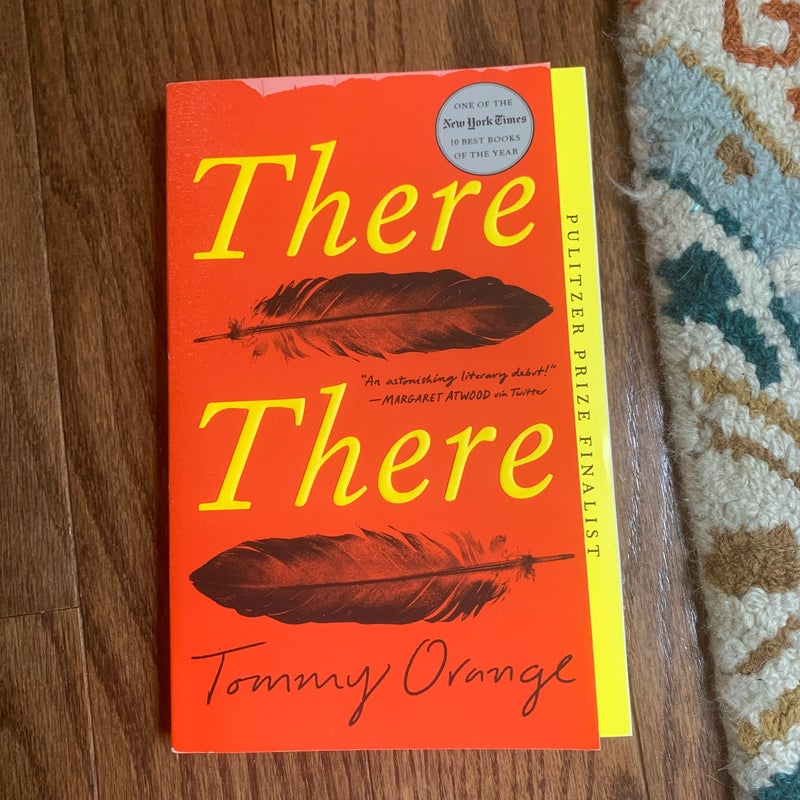 ONE OF THE
New York Times
10 BEST BOOKS
OF THE YEAR
There
"An astonishing literary debut!"
—MARGARET ATWOOD via Twitter
There
Tommy Orange
PULITZER PRIZE FINALIST